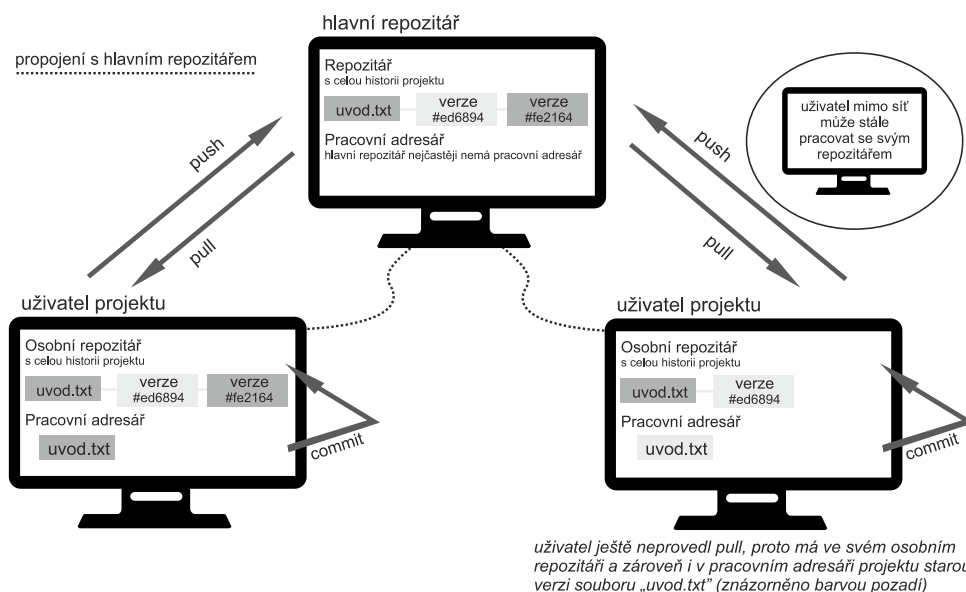 hlavní repozitář
propojení s hlavním repozitářem
Repozitář
s celou historii projektu
uvod.txt
verze
#ed6894
verze
#fe2164
Pracovní adresář
hlavní repozitář nejčastěji nemá pracovní adresář
uživatel mimo síť
může stále
pracovat se svým
repozitářem
push
pull
push
pull
uživatel projektu
Osobní repozitář
s celou historii projektu
uvod.txt
verze
#ed6894
verze
#fe2164
Pracovní adresář
uvod.txt
commit
uživatel projektu
Osobní repozitář
s celou historii projektu
uvod.txt
verze
#ed6894
Pracovní adresář
uvod.txt
commit
uživatel ještě neprovedl pull, proto má ve svém osobním
repozitáři a zároveň i v pracovním adresáři projektu starou
verzi souboru „uvod.txt" (znázorněno barvou pozadí)